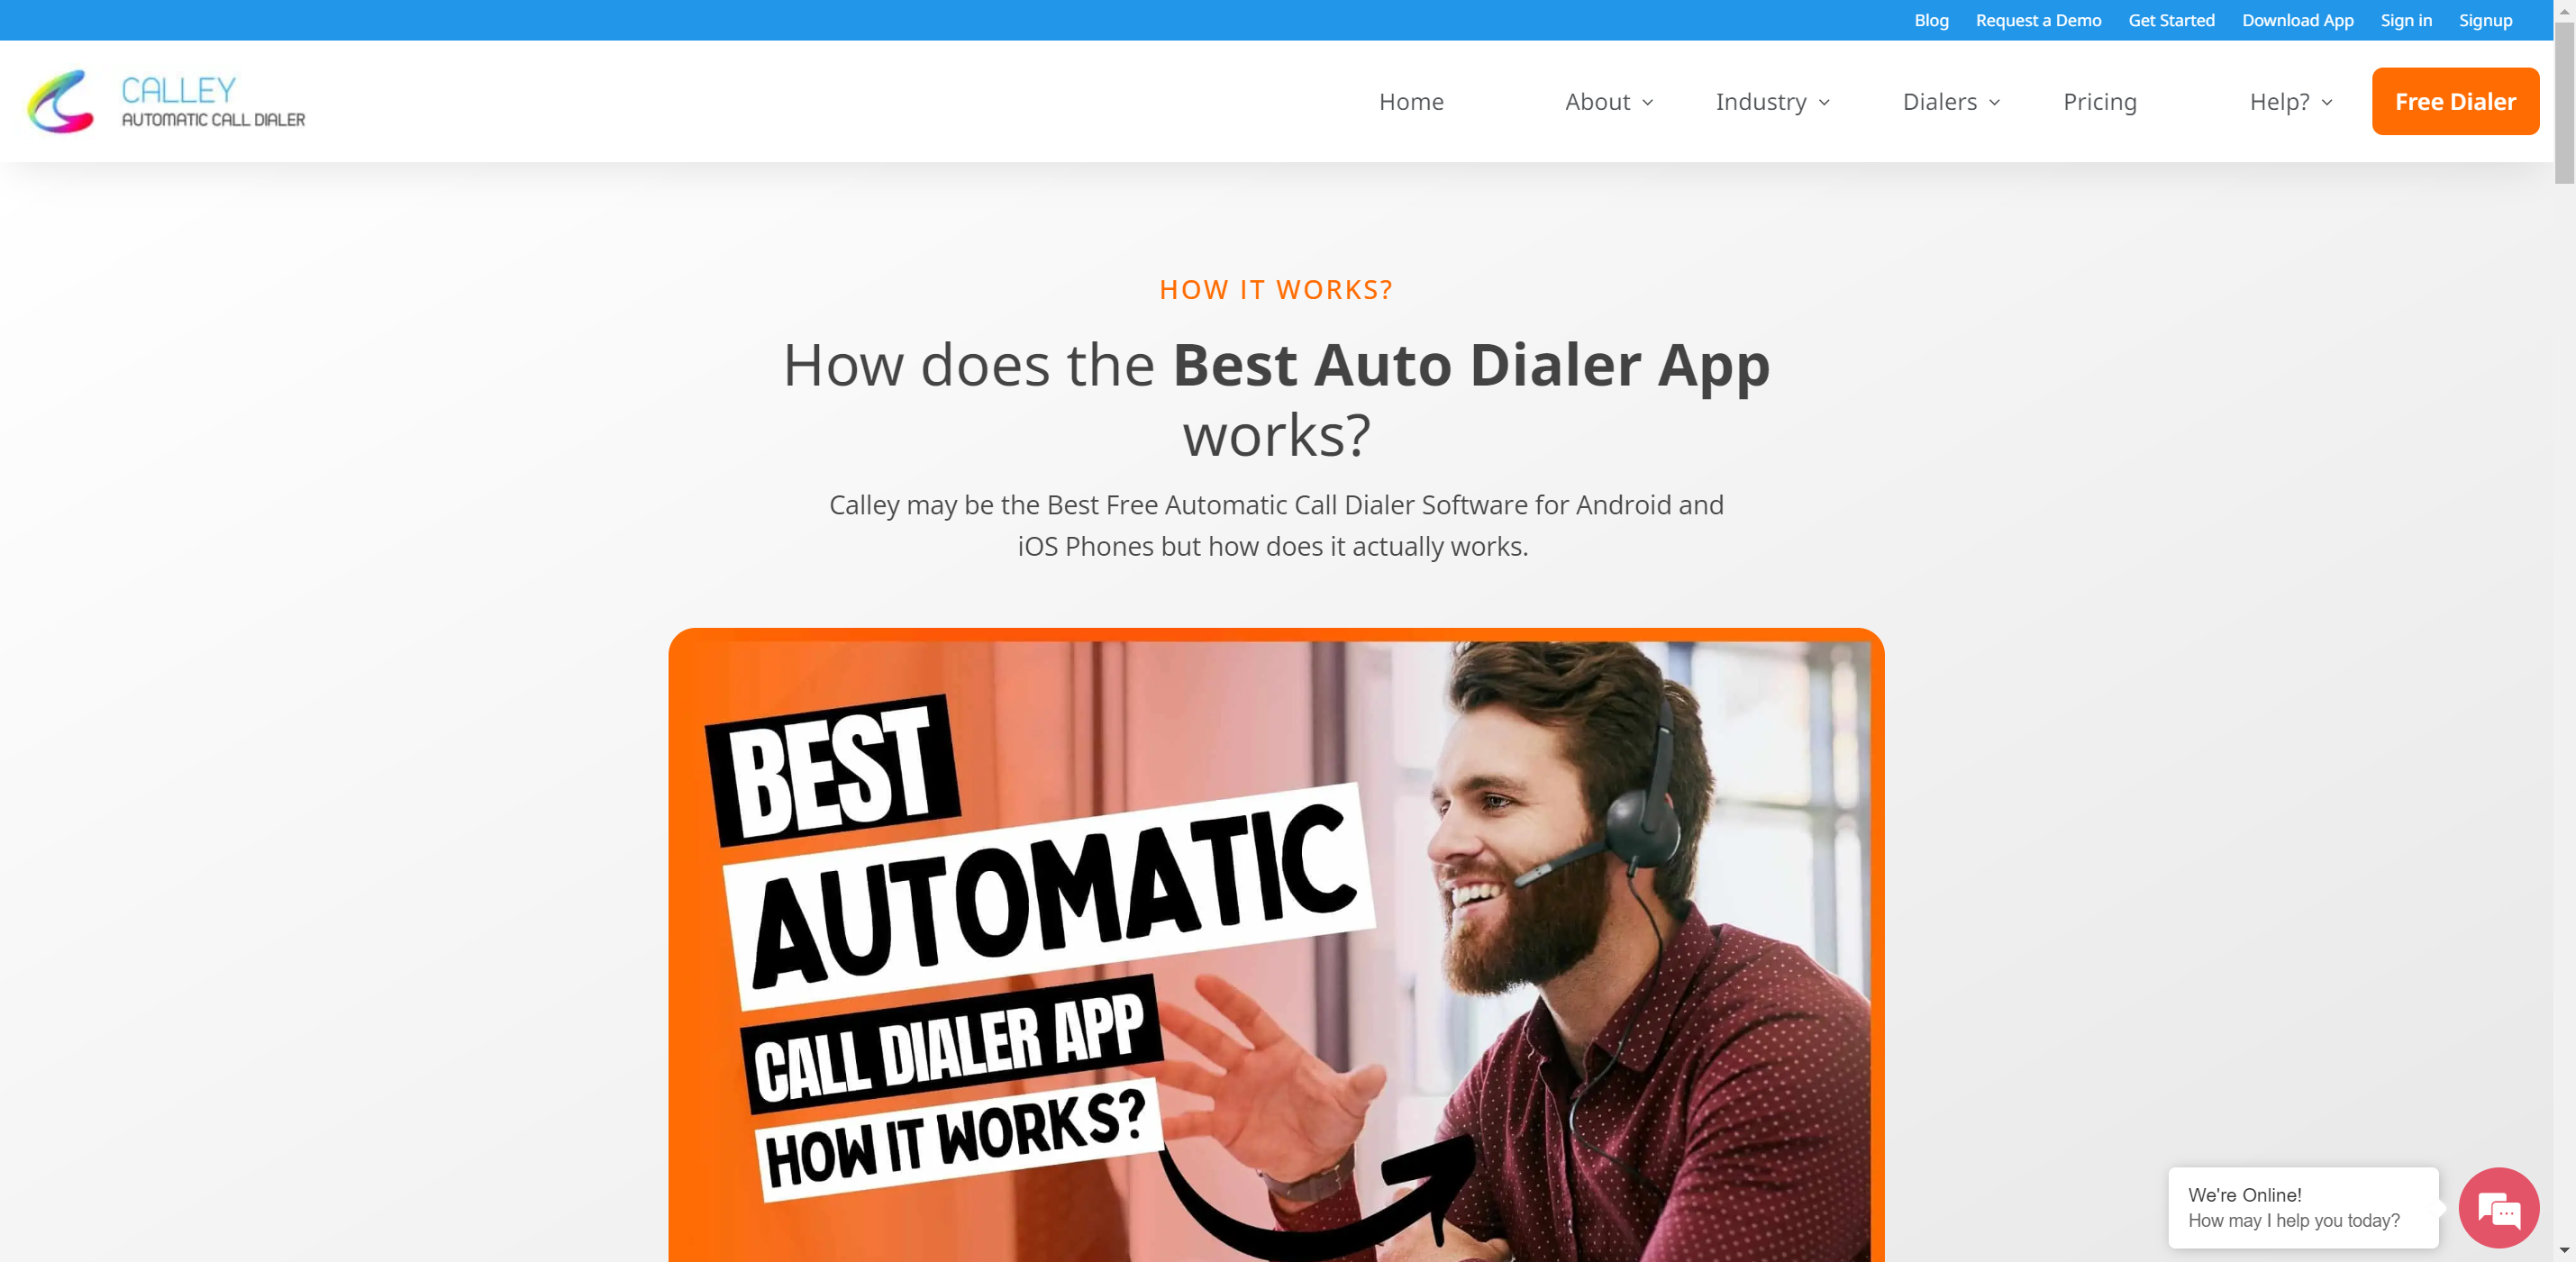 Blog Request a Demo Get Started Download App Sign in Signup
CALLEY
AUTOMATIC CALL DIALER
Home About Industry Dialers Pricing Help? Free Dialer
HOW IT WORKS?
How does the Best Auto Dialer App
works?
Calley may be the Best Free Automatic Call Dialer Software for Android and
iOS Phones but how does it actually works.
BEST
AUTOMATIC
CALL DIALER APP
HOW IT WORKS?
We're Online!
How may I help you today?